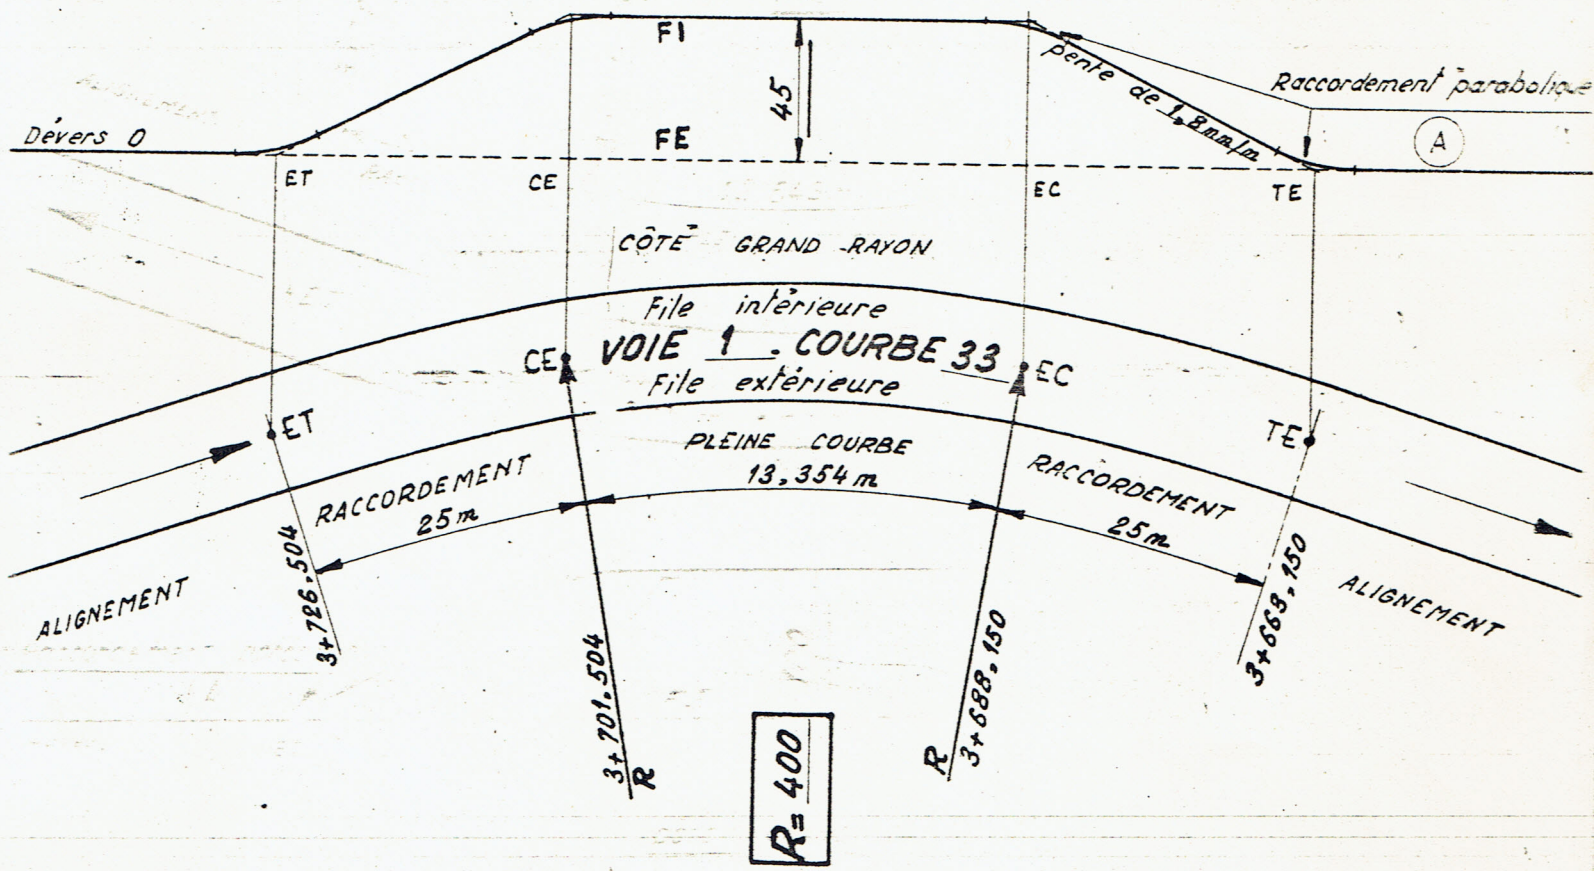 FI
45
pente de 1,8mm/m
Raccordement parabolique
A
Dévers 0
FE
ET
CE
EC
TE
CÔTÉ GRAND RAYON
File intérieure
VOIE 1 . COURBE 33
File extérieure
CE
EC
ET
TE
PLEINE COURBE
13,354 m
RACCORDEMENT
25 m
RACCORDEMENT
25 m
ALIGNEMENT
ALIGNEMENT
3+726,504
3+701,504
R
R
3+688,150
3+663,150
R= 400